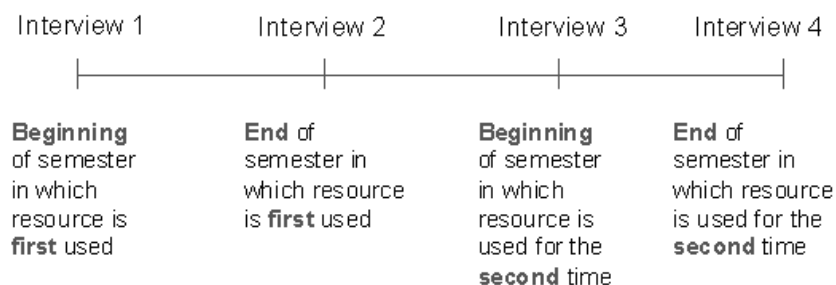 Interview 1
Interview 2
Interview 3
Interview 4
Beginning
of semester
in which
resource is
first used
End of
semester in
which resource
is first used
Beginning
of semester
in which
resource is
used for the
second time
End of
semester in
which resource
is used for the
second time